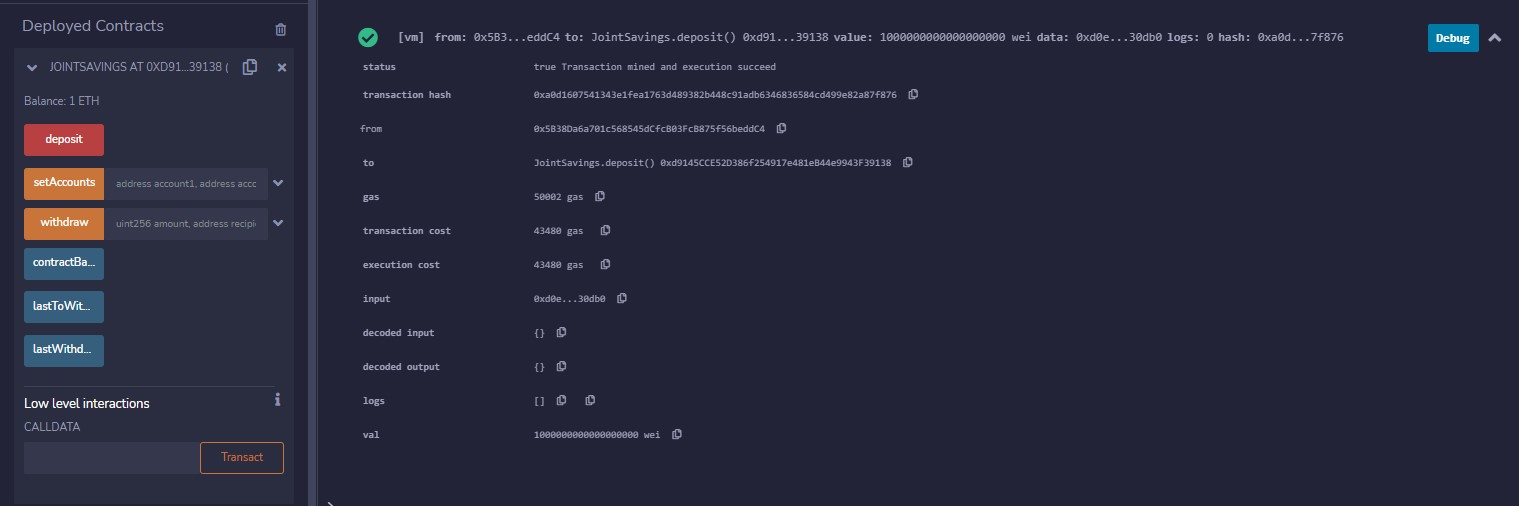 Deployed Contracts
JOINTSAVINGS AT 0XD91...39138 (
Balance: 1 ETH
deposit
setAccounts address account1, address acco
withdraw uint256 amount, address recipie
contractBa...
lastToWit...
lastWithd...
Low level interactions
CALLDATA
Transact
[vm] from: 0x5B3...eddC4 to: JointSavings.deposit() 0xd91...39138 value: 1000000000000000000 wei data: 0xd0e...30db0 logs: 0 hash: 0xa0d...7f876
Debug
status true Transaction mined and execution succeed
transaction hash 0xa0d1607541343e1fea1763d489382b448c91adb6346836584cd499e82a87f876
from 0x5B38Da6a701c568545dCfcB03FcB875f56beddC4
to JointSavings.deposit() 0xd9145CCE52D386f254917e481eB44e9943F39138
gas 50002 gas
transaction cost 43480 gas
execution cost 43480 gas
input 0xd0e...30db0
decoded input {}
decoded output {}
logs []
val 1000000000000000000 wei